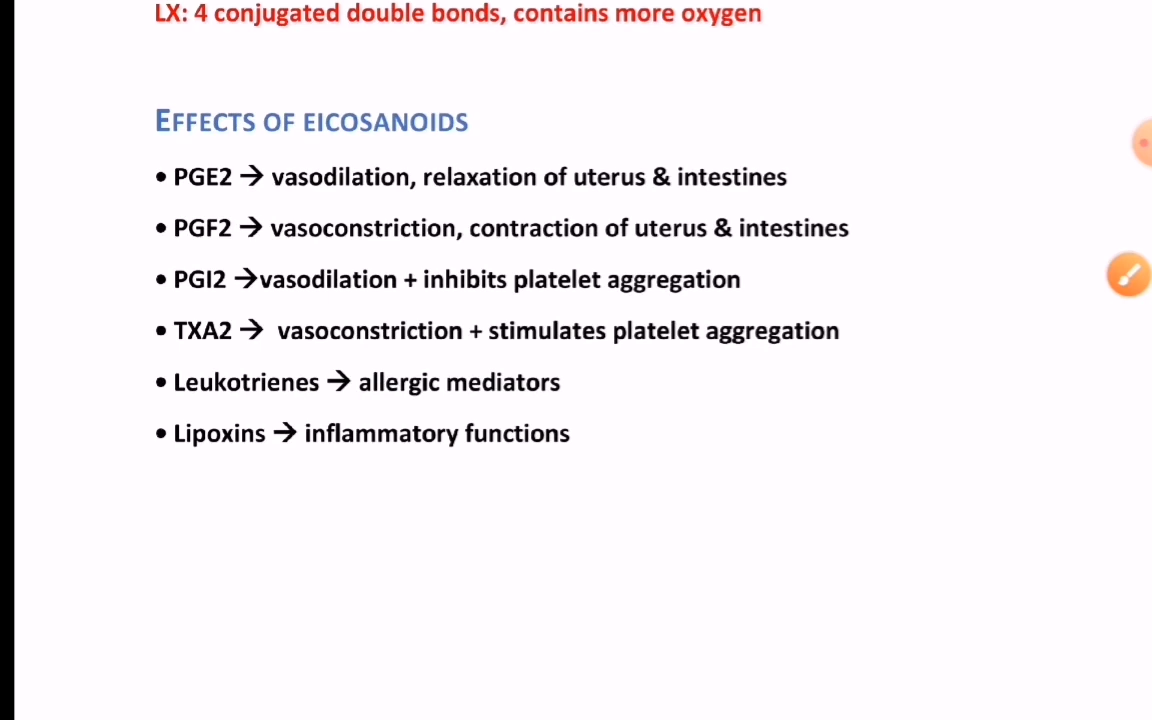 LX: 4 conjugated double bonds, contains more oxygen
EFFECTS OF EICOSANOIDS
• PGE2 → vasodilation, relaxation of uterus & intestines
• PGF2 → vasoconstriction, contraction of uterus & intestines
• PGI2 →vasodilation + inhibits platelet aggregation
• TXA2 → vasoconstriction + stimulates platelet aggregation
• Leukotrienes → allergic mediators
• Lipoxins → inflammatory functions